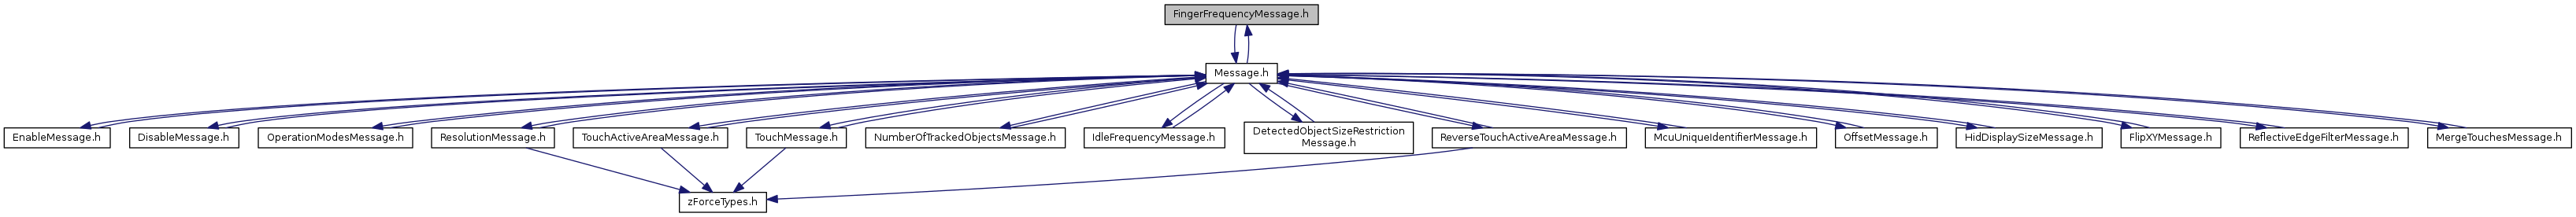 FingerFrequencyMessage.h
Message.h
EnableMessage.h
DisableMessage.h
OperationModesMessage.h
ResolutionMessage.h
TouchActiveAreaMessage.h
TouchMessage.h
NumberOfTrackedObjectsMessage.h
IdleFrequencyMessage.h
DetectedObjectSizeRestriction
Message.h
ReverseTouchActiveAreaMessage.h
McuUniqueIdentifierMessage.h
OffsetMessage.h
HidDisplaySizeMessage.h
FlipXYMessage.h
ReflectiveEdgeFilterMessage.h
MergeTouchesMessage.h
zForceTypes.h